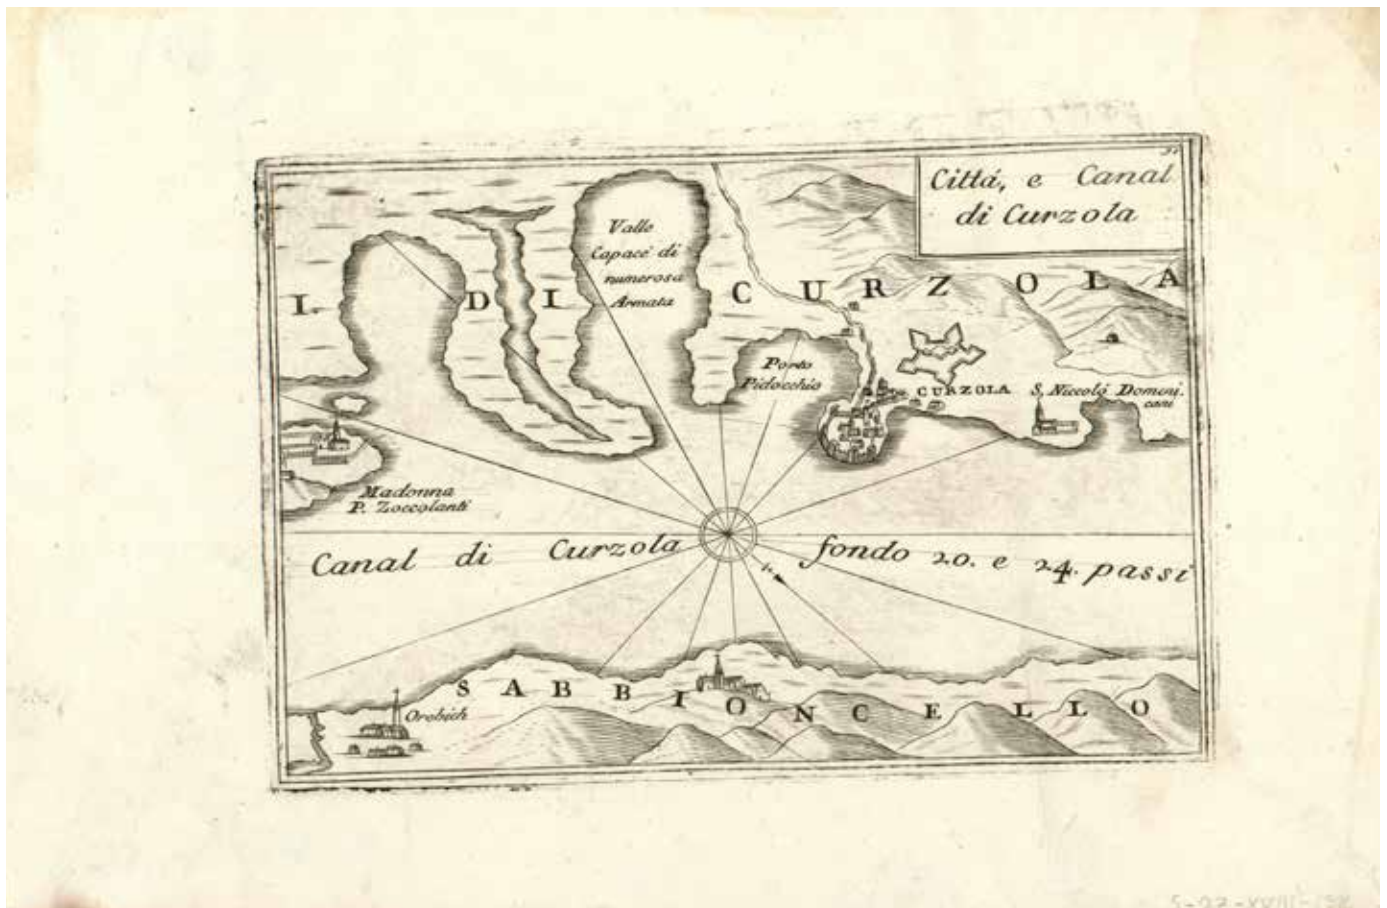 Cittá, e Canal
di Curzola
I. DI CURZOLA
Valle
Capace di
numerosa
Armata
Porto
Pidocchio
CURZOLA
S. Niccoló Domeni.
cani
Madonna
P. Zoccolanti
Canal di Curzola fondo 20. e 24. passi
SABBIONCELLO
Orebich